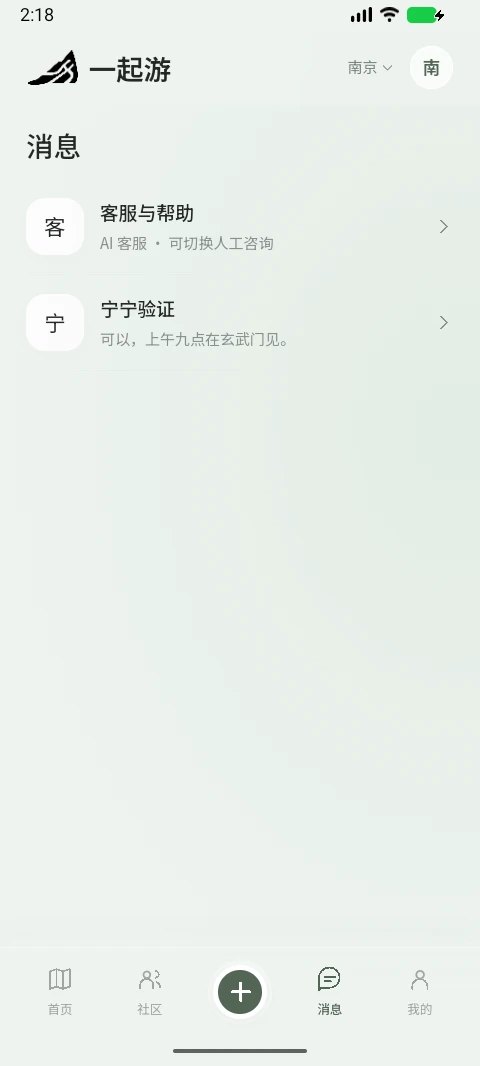 2:18
一起游
南京
南
消息
客
客服与帮助
AI 客服 · 可切换人工咨询
宁
宁宁验证
可以，上午九点在玄武门见。
首页
社区
消息
我的